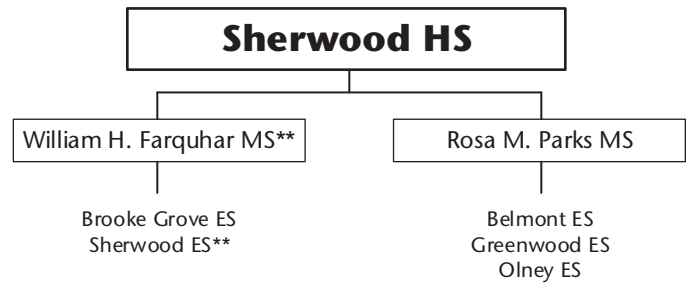 Sherwood HS
William H. Farquhar MS**
Rosa M. Parks MS
Brooke Grove ES
Sherwood ES**
Belmont ES
Greenwood ES
Olney ES